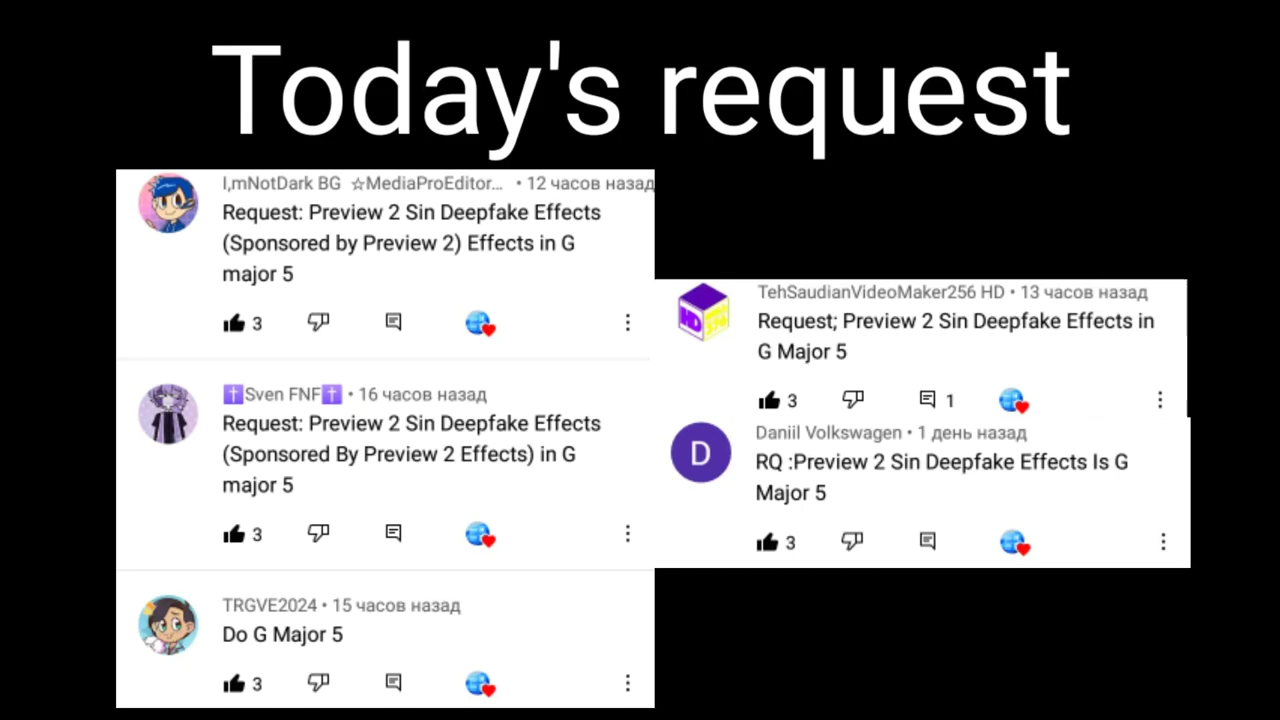 Today's request
I,mNotDark BG ☆MediaProEditor... • 12 часов назад
Request: Preview 2 Sin Deepfake Effects
(Sponsored by Preview 2) Effects in G
major 5
3
✝Sven FNF✝ • 16 часов назад
Request: Preview 2 Sin Deepfake Effects
(Sponsored By Preview 2 Effects) in G
major 5
3
TRGVE2024 • 15 часов назад
Do G Major 5
3
TehSaudianVideoMaker256 HD • 13 часов назад
Request; Preview 2 Sin Deepfake Effects in
G Major 5
3 1
HD
D
Daniil Volkswagen • 1 день назад
RQ :Preview 2 Sin Deepfake Effects Is G
Major 5
3